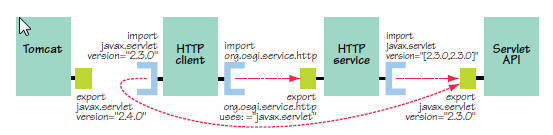 import
javax.servlet
version="2.3.0"
import
org.osgi.service.http
import
javax.servlet
version="[2.3.0,2.3.0]"
Tomcat
HTTP
client
HTTP
service
Servlet
API
export
javax.servlet
version="2.4.0"
export
org.osgi.service.http
uses: ="javax.servlet"
export
javax.servlet
version="2.3.0"